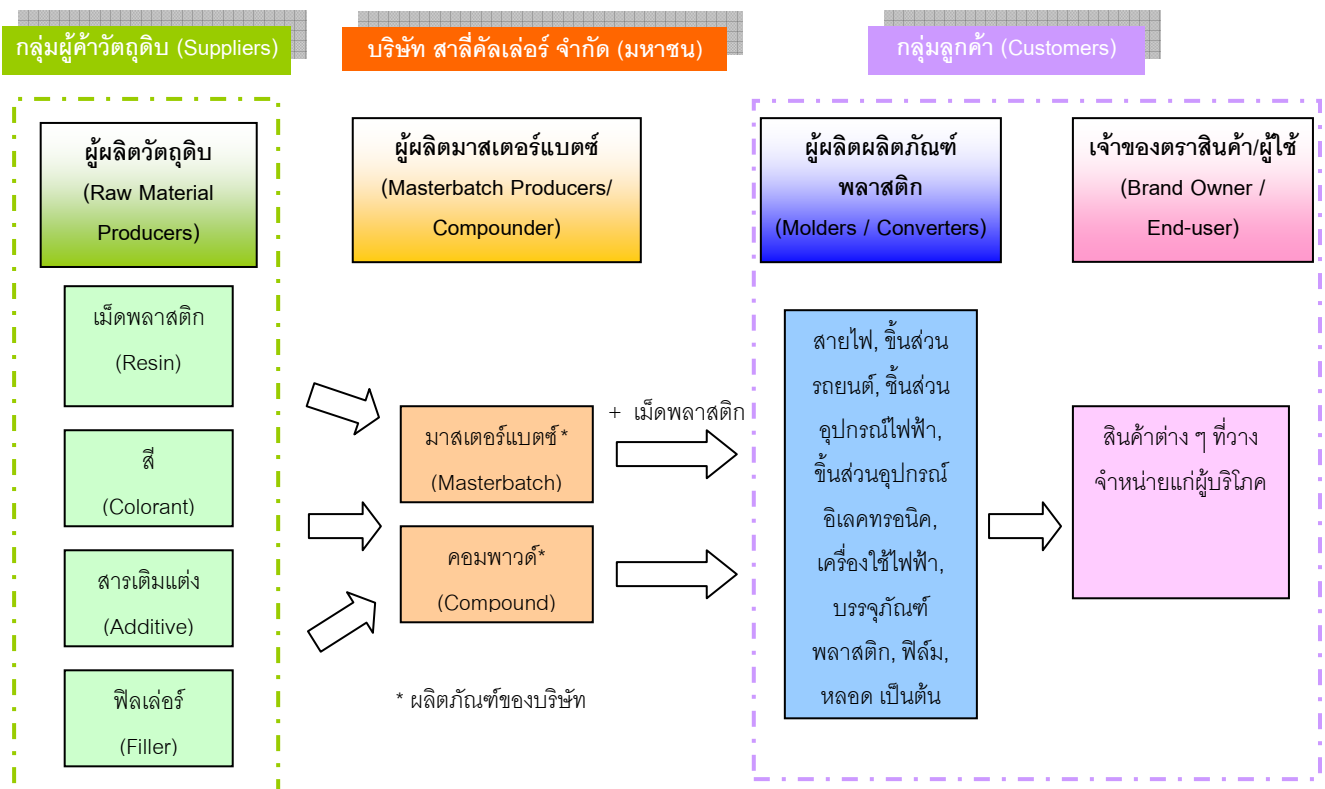 กลุ่มผู้ค้าวัตถุดิบ (Suppliers)
บริษัท สาลี่คัลเล่อร์ จำกัด (มหาชน)
กลุ่มลูกค้า (Customers)
ผู้ผลิตวัตถุดิบ
(Raw Material
Producers)
เม็ดพลาสติก
(Resin)
สี
(Colorant)
สารเติมแต่ง
(Additive)
ฟิลเล่อร์
(Filler)
ผู้ผลิตมาสเตอร์แบตซ์
(Masterbatch Producers/
Compounder)
มาสเตอร์แบตซ์*
(Masterbatch)
คอมพาวด์*
(Compound)
* ผลิตภัณฑ์ของบริษัท
+ เม็ดพลาสติก
ผู้ผลิตผลิตภัณฑ์
พลาสติก
(Molders / Converters)
สายไฟ, ขิ้นส่วน
รถยนต์, ชิ้นส่วน
อุปกรณ์ไฟฟ้า,
ขิ้นส่วนอุปกรณ์
อิเลคทรอนิค,
เครื่องใช้ไฟฟ้า,
บรรจุภัณฑ์
พลาสติก, ฟิล์ม,
หลอด เป็นต้น
เจ้าของตราสินค้า/ผู้ใช้
(Brand Owner /
End-user)
สินค้าต่าง ๆ ที่วาง
จำหน่ายแก่ผู้บริโภค